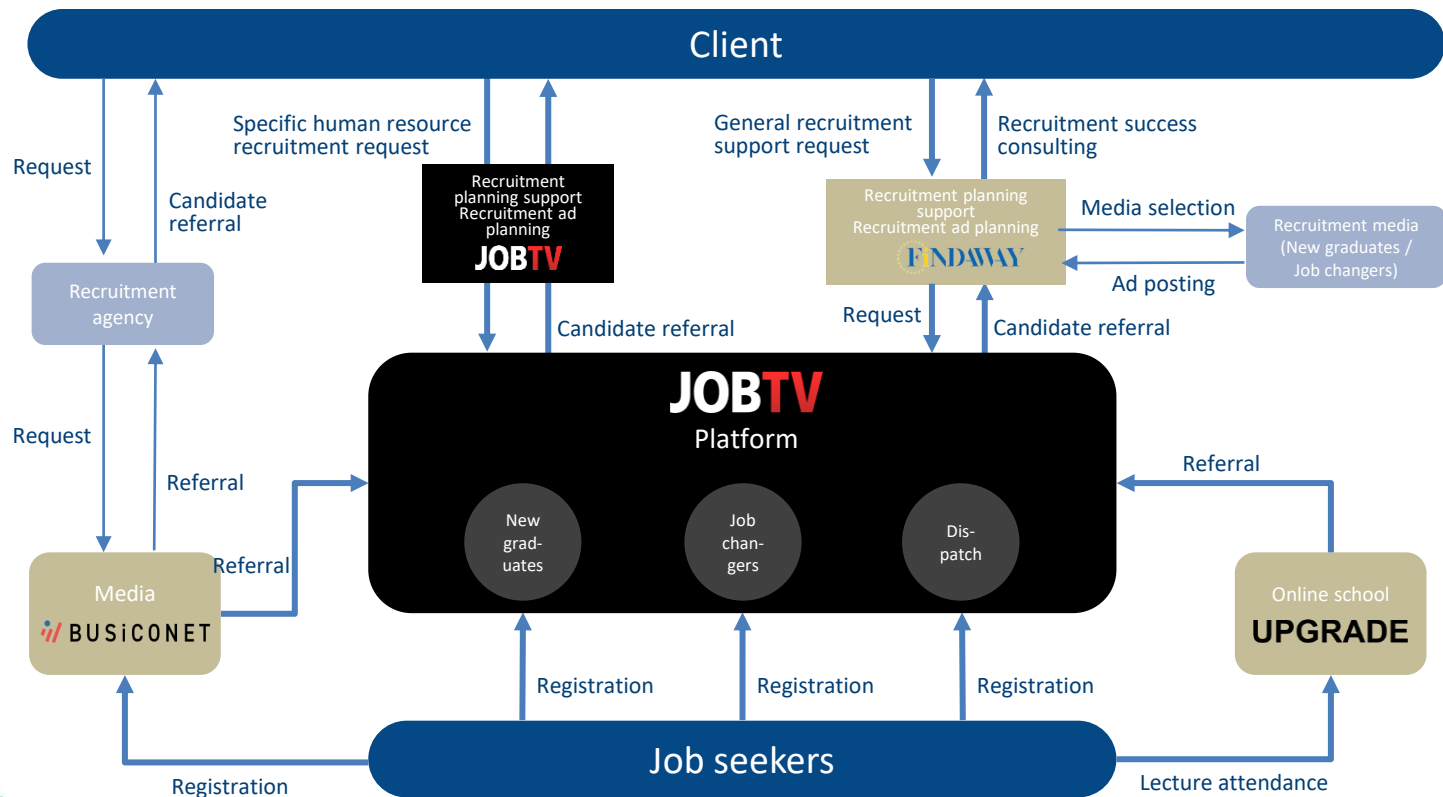 Client
Request
Candidate
referral
Specific human resource
recruitment request
General recruitment
support request
Recruitment success
consulting
Recruitment
planning support
Recruitment ad
planning
JOBTV
Recruitment planning
support
Recruitment ad planning
FiNDAWAY
Media selection
Ad posting
Recruitment media
(New graduates /
Job changers)
Recruitment
agency
Candidate referral
Request
Candidate referral
JOBTV
Platform
Request
Referral
Referral
Referral
New
grad-
uates
Job
chan-
gers
Dis-
patch
Media
BUSiCONET
Online school
UPGRADE
Registration
Registration
Registration
Job seekers
Registration
Lecture attendance